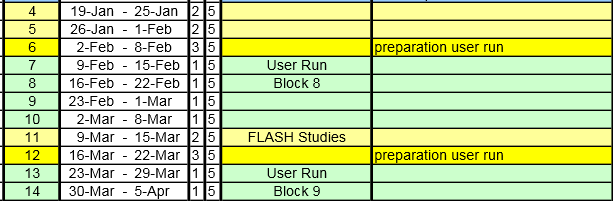 4 19-Jan - 25-Jan 2 5
5 26-Jan - 1-Feb 2 5
6 2-Feb - 8-Feb 3 5 preparation user run
7 9-Feb - 15-Feb 1 5 User Run
8 16-Feb - 22-Feb 1 5 Block 8
9 23-Feb - 1-Mar 1 5
10 2-Mar - 8-Mar 1 5
11 9-Mar - 15-Mar 2 5 FLASH Studies
12 16-Mar - 22-Mar 3 5 preparation user run
13 23-Mar - 29-Mar 1 5 User Run
14 30-Mar - 5-Apr 1 5 Block 9